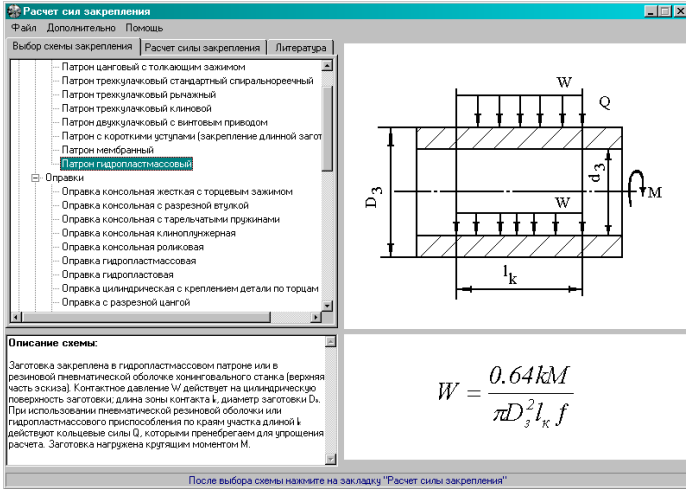 Расчет сил закрепления
Файл Дополнительно Помощь
Выбор схемы закрепления Расчет силы закрепления Литература
Патрон цанговый с толкающим зажимом
Патрон трехкулачковый стандартный спиральнореечный
Патрон трехкулачковый рычажный
Патрон трехкулачковый клиновой
Патрон двухкулачковый с винтовым приводом
Патрон с короткими уступами (закрепление длинной загот
Патрон мембранный
Патрон гидропластмассовый
Оправки
Оправка консольная жесткая с торцевым зажимом
Оправка консольная с разрезной втулкой
Оправка консольная с тарельчатыми пружинами
Оправка консольная клиноплунжерная
Оправка консольная роликовая
Оправка гидропластмассовая
Оправка гидропластовая
Оправка цилиндрическая с креплением детали по торцам
Оправка с разрезной цангой
W
Q
D3
d3
M
W
lk
Описание схемы:
Заготовка закреплена в гидропластмассовом патроне или в
резиновой пневматической оболочке хонинговального станка (верхняя
часть эскиза). Контактное давление W действует на цилиндрическую
поверхность заготовки; длина зоны контакта lк, диаметр заготовки Dз.
При использовании пневматической резиновой оболочки или
гидропластмассового приспособления по краям участка длиной lк
действуют кольцевые силы Q, которыми пренебрегаем для упрощения
расчета. Заготовка нагружена крутящим моментом M.
W = 0.64kM / πDз²lк f
После выбора схемы нажмите на закладку "Расчет силы закрепления"